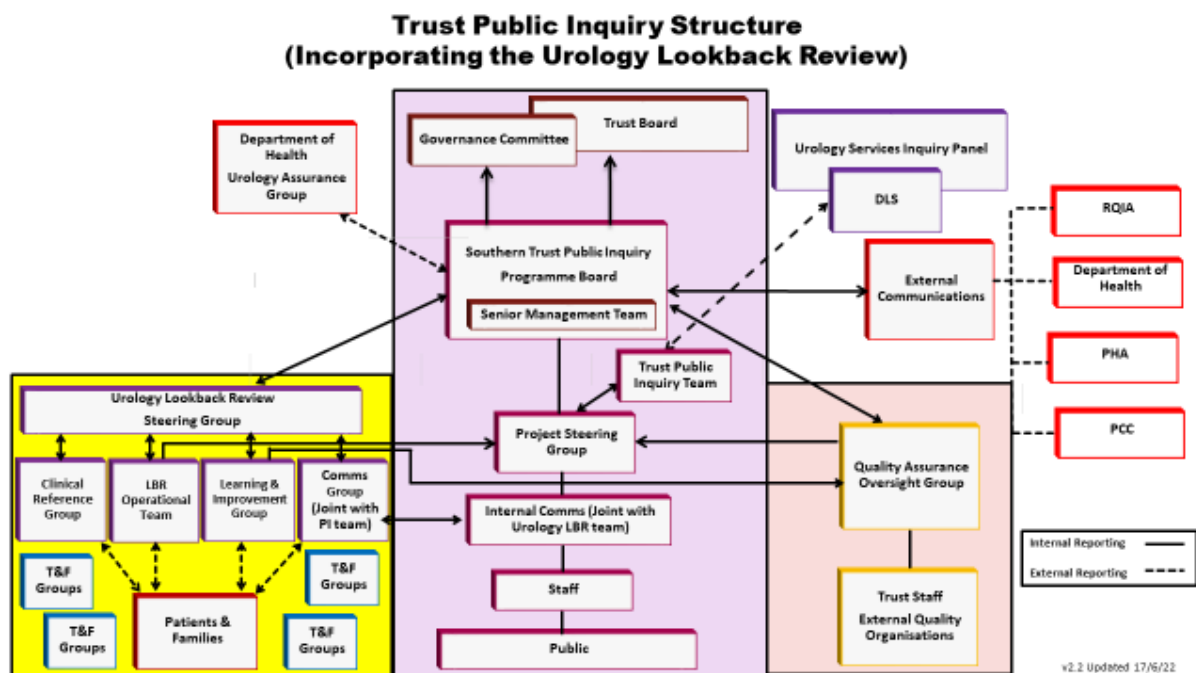 Trust Public Inquiry Structure
(Incorporating the Urology Lookback Review)
Department of
Health
Urology Assurance
Group
Governance Committee
Trust Board
Urology Services Inquiry Panel
DLS
RQIA
Southern Trust Public Inquiry
Programme Board
Senior Management Team
External
Communications
Department of
Health
Trust Public
Inquiry Team
PHA
Urology Lookback Review
Steering Group
Project Steering
Group
PCC
Clinical
Reference
Group
LBR
Operational
Team
Learning &
Improvement
Group
Comms
Group
(Joint with
PI team)
Quality Assurance
Oversight Group
Internal Comms (Joint with
Urology LBR team)
Internal Reporting
External Reporting
T&F
Groups
T&F
Groups
Staff
Trust Staff
External Quality
Organisations
T&F
Groups
Patients &
Families
T&F
Groups
Public
v2.2 Updated 17/6/22